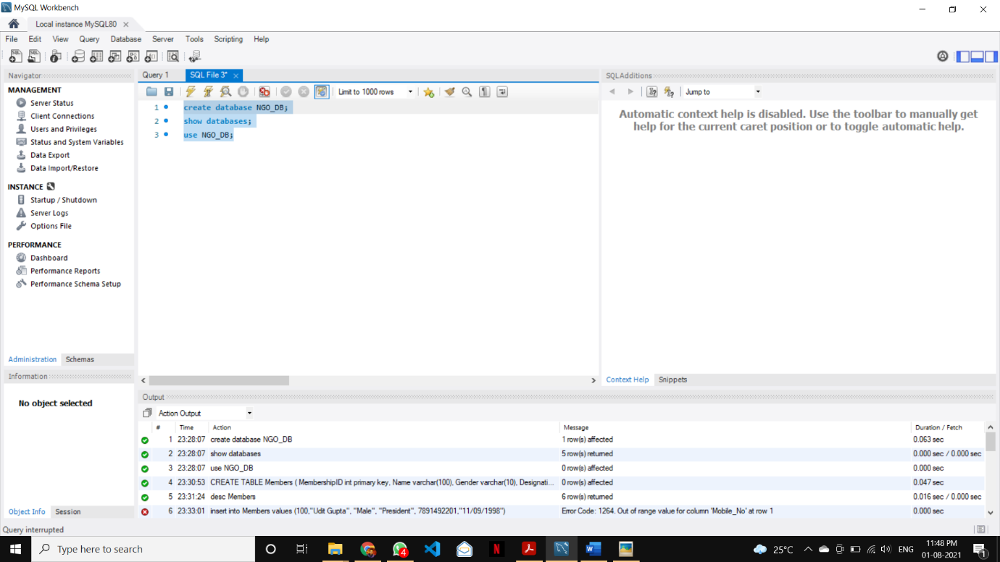 MySQL Workbench
Local instance MySQL80
File Edit View Query Database Server Tools Scripting Help
Navigator
MANAGEMENT
Server Status
Client Connections
Users and Privileges
Status and System Variables
Data Export
Data Import/Restore
INSTANCE
Startup / Shutdown
Server Logs
Options File
PERFORMANCE
Dashboard
Performance Reports
Performance Schema Setup
Administration Schemas
Information
No object selected
Object Info Session
Query 1 SQL File 3*
Limit to 1000 rows
1 create database NGO_DB;
2 show databases;
3 use NGO_DB;
SQLAdditions
Jump to
Automatic context help is disabled. Use the toolbar to manually get
help for the current caret position or to toggle automatic help.
Context Help Snippets
Output
Action Output
# Time Action Message Duration / Fetch
1 23:28:07 create database NGO_DB 1 row(s) affected 0.063 sec
2 23:28:07 show databases 5 row(s) returned 0.000 sec / 0.000 sec
3 23:28:07 use NGO_DB 0 row(s) affected 0.000 sec
4 23:30:53 CREATE TABLE Members ( MembershipID int primary key, Name varchar(100), Gender varchar(10), Designati... 0 row(s) affected 0.047 sec
5 23:31:24 desc Members 6 row(s) returned 0.016 sec / 0.000 sec
6 23:33:01 insert into Members values (100,"Udit Gupta", "Male", "President", 7891492201,"11/09/1998") Error Code: 1264. Out of range value for column 'Mobile_No' at row 1 0.000 sec
Query interrupted
Type here to search
4
N
25°C
ENG
11:48 PM
01-08-2021
1